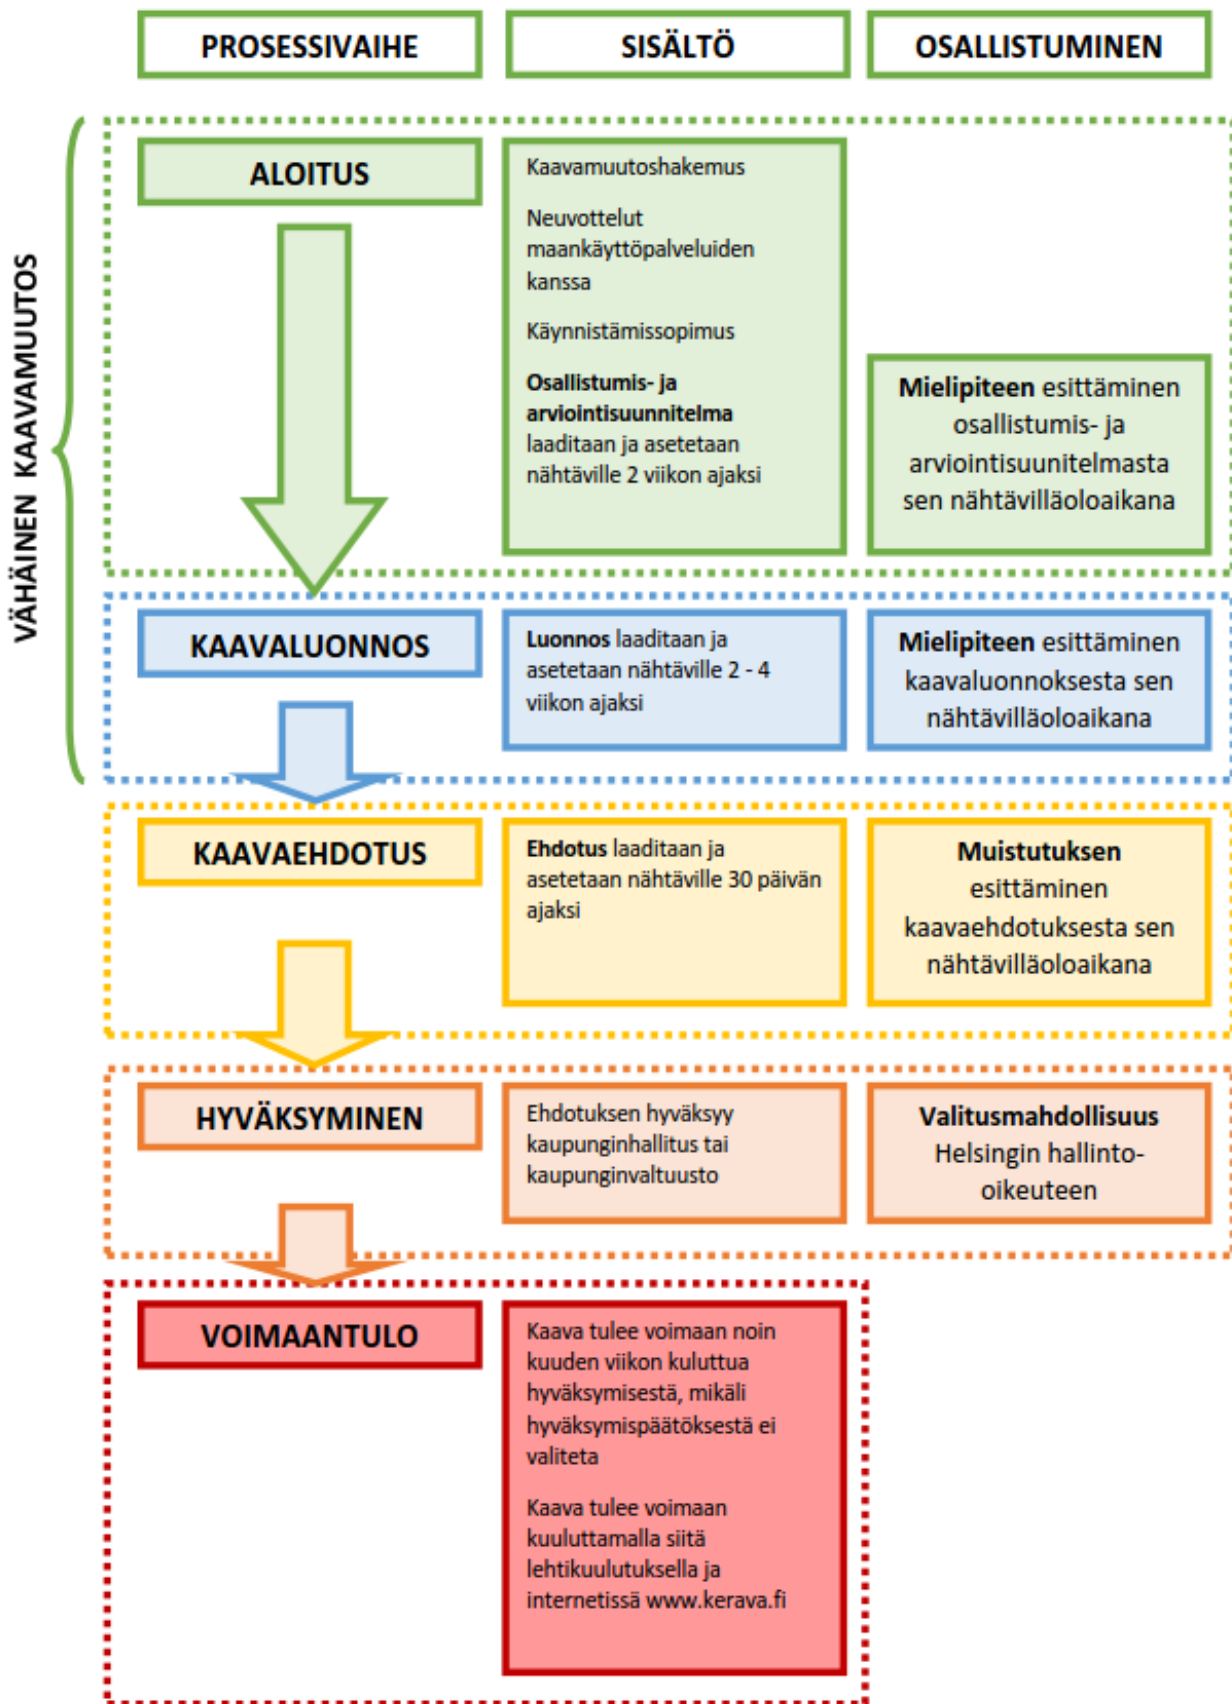 PROSESSIVAIHE
SISÄLTÖ
OSALLISTUMINEN
VÄHÄINEN KAAVAMUUTOS
ALOITUS
Kaavamuutoshakemus
Neuvottelut
maankäyttöpalveluiden
kanssa
Käynnistämissopimus
Osallistumis- ja
arviointisuunnitelma
laaditaan ja asetetaan
nähtäville 2 viikon ajaksi
Mielipiteen esittäminen
osallistumis- ja
arviointisuunitelmasta
sen nähtävilläoloaikana
KAAVALUONNOS
Luonnos laaditaan ja
asetetaan nähtäville 2 - 4
viikon ajaksi
Mielipiteen esittäminen
kaavaluonnoksesta sen
nähtävilläoloaikana
KAAVAEHDOTUS
Ehdotus laaditaan ja
asetetaan nähtäville 30 päivän
ajaksi
Muistutuksen
esittäminen
kaavaehdotuksesta sen
nähtävilläoloaikana
HYVÄKSYMINEN
Ehdotuksen hyväksyy
kaupunginhallitus tai
kaupunginvaltuusto
Valitusmahdollisuus
Helsingin hallinto-
oikeuteen
VOIMAANTULO
Kaava tulee voimaan noin
kuuden viikon kuluttua
hyväksymisestä, mikäli
hyväksymispäätöksestä ei
valiteta
Kaava tulee voimaan
kuuluttamalla siitä
lehtikuulutuksella ja
internetissä www.kerava.fi